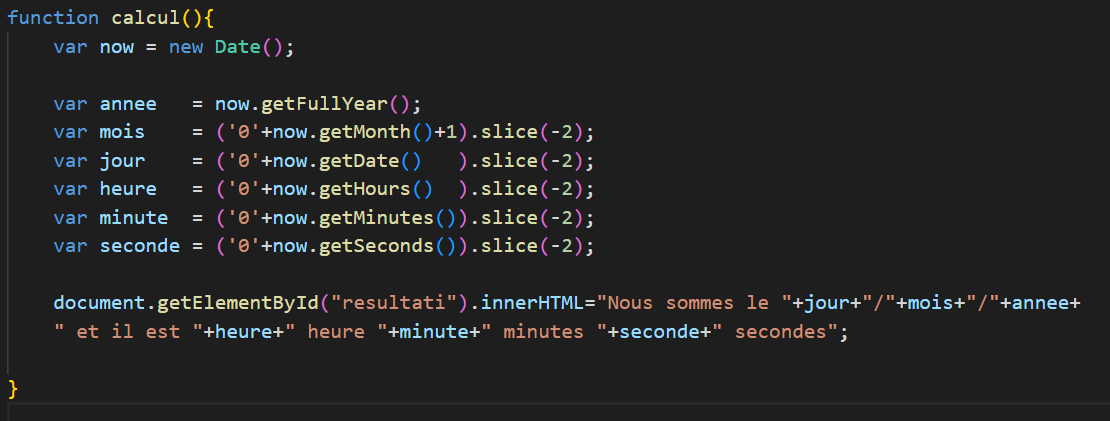 function calcul(){
    var now = new Date();
    var annee   = now.getFullYear();
    var mois    = ('0'+now.getMonth()+1).slice(-2);
    var jour    = ('0'+now.getDate()   ).slice(-2);
    var heure   = ('0'+now.getHours()  ).slice(-2);
    var minute  = ('0'+now.getMinutes()).slice(-2);
    var seconde = ('0'+now.getSeconds()).slice(-2);
    document.getElementById("resultati").innerHTML="Nous sommes le "+jour+"/"+mois+"/"+annee+
    " et il est "+heure+" heure "+minute+" minutes "+seconde+" secondes";
}